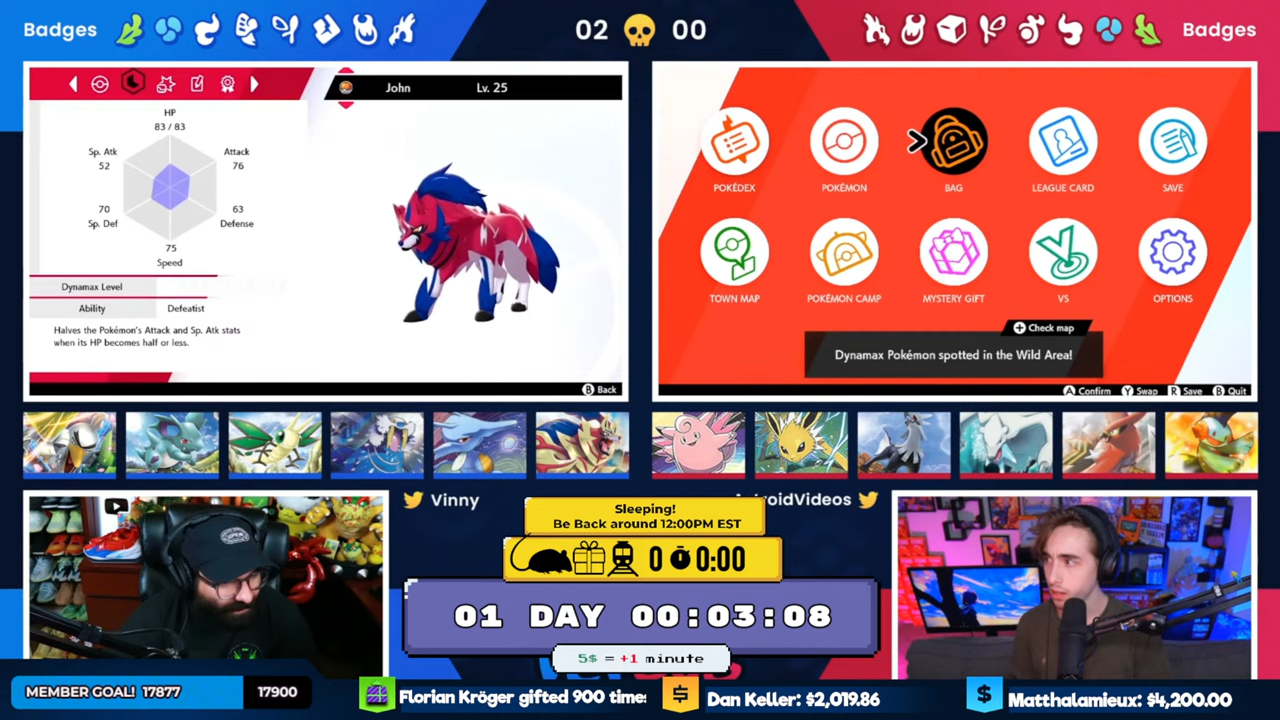 Badges
02
00
Badges
John
Lv. 25
HP
83 / 83
Sp. Atk
52
Attack
76
70
Sp. Def
63
Defense
75
Speed
Dynamax Level
Ability
Defeatist
Halves the Pokémon's Attack and Sp. Atk stats
when its HP becomes half or less.
B Back
POKÉDEX
POKÉMON
BAG
LEAGUE CARD
SAVE
TOWN MAP
POKÉMON CAMP
MYSTERY GIFT
VS
OPTIONS
Check map
Dynamax Pokémon spotted in the Wild Area!
A Confirm Y Swap R Save B Quit
Vinny
roidVideos
Sleeping!
Be Back around 12:00PM EST
0 0:00
01 DAY 00:03:08
5$ = +1 minute
MEMBER GOAL! 17877
17900
Florian Kröger gifted 900 times
Dan Keller: $2,019.86
Matthalamieux: $4,200.00